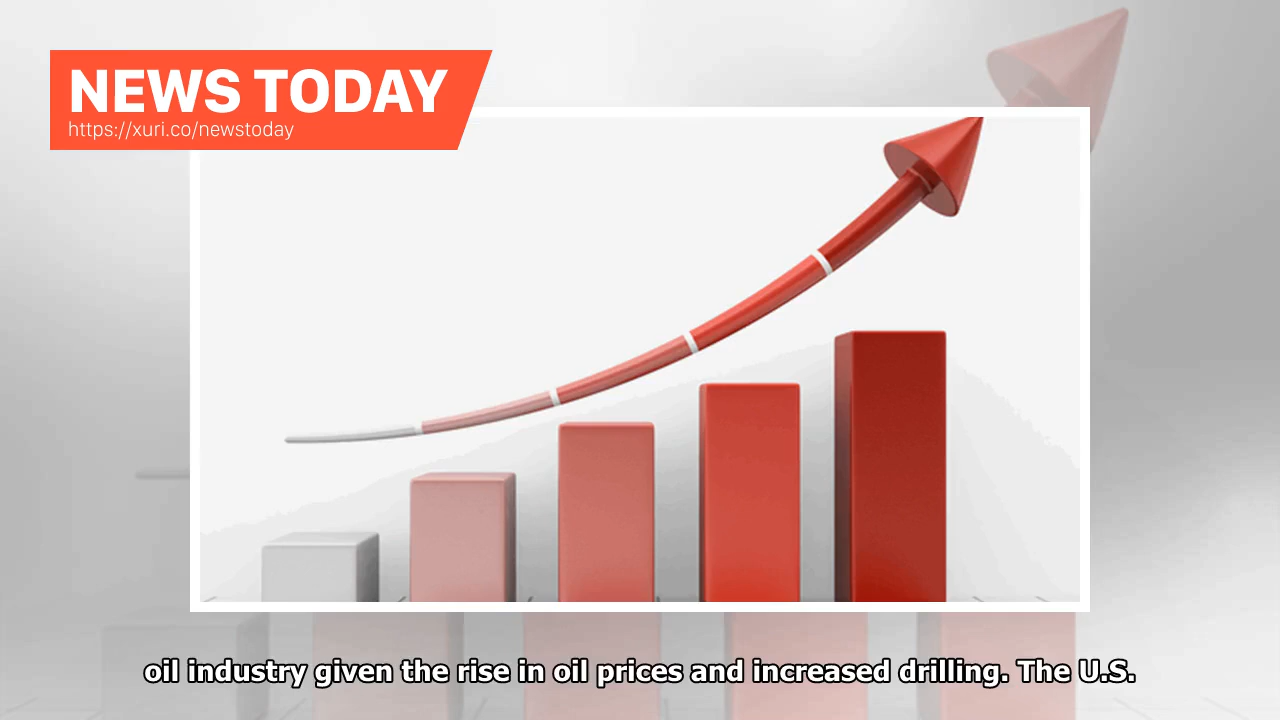 NEWS TODAY
https://xuri.co/newstoday
oil industry given the rise in oil prices and increased drilling. The U.S.